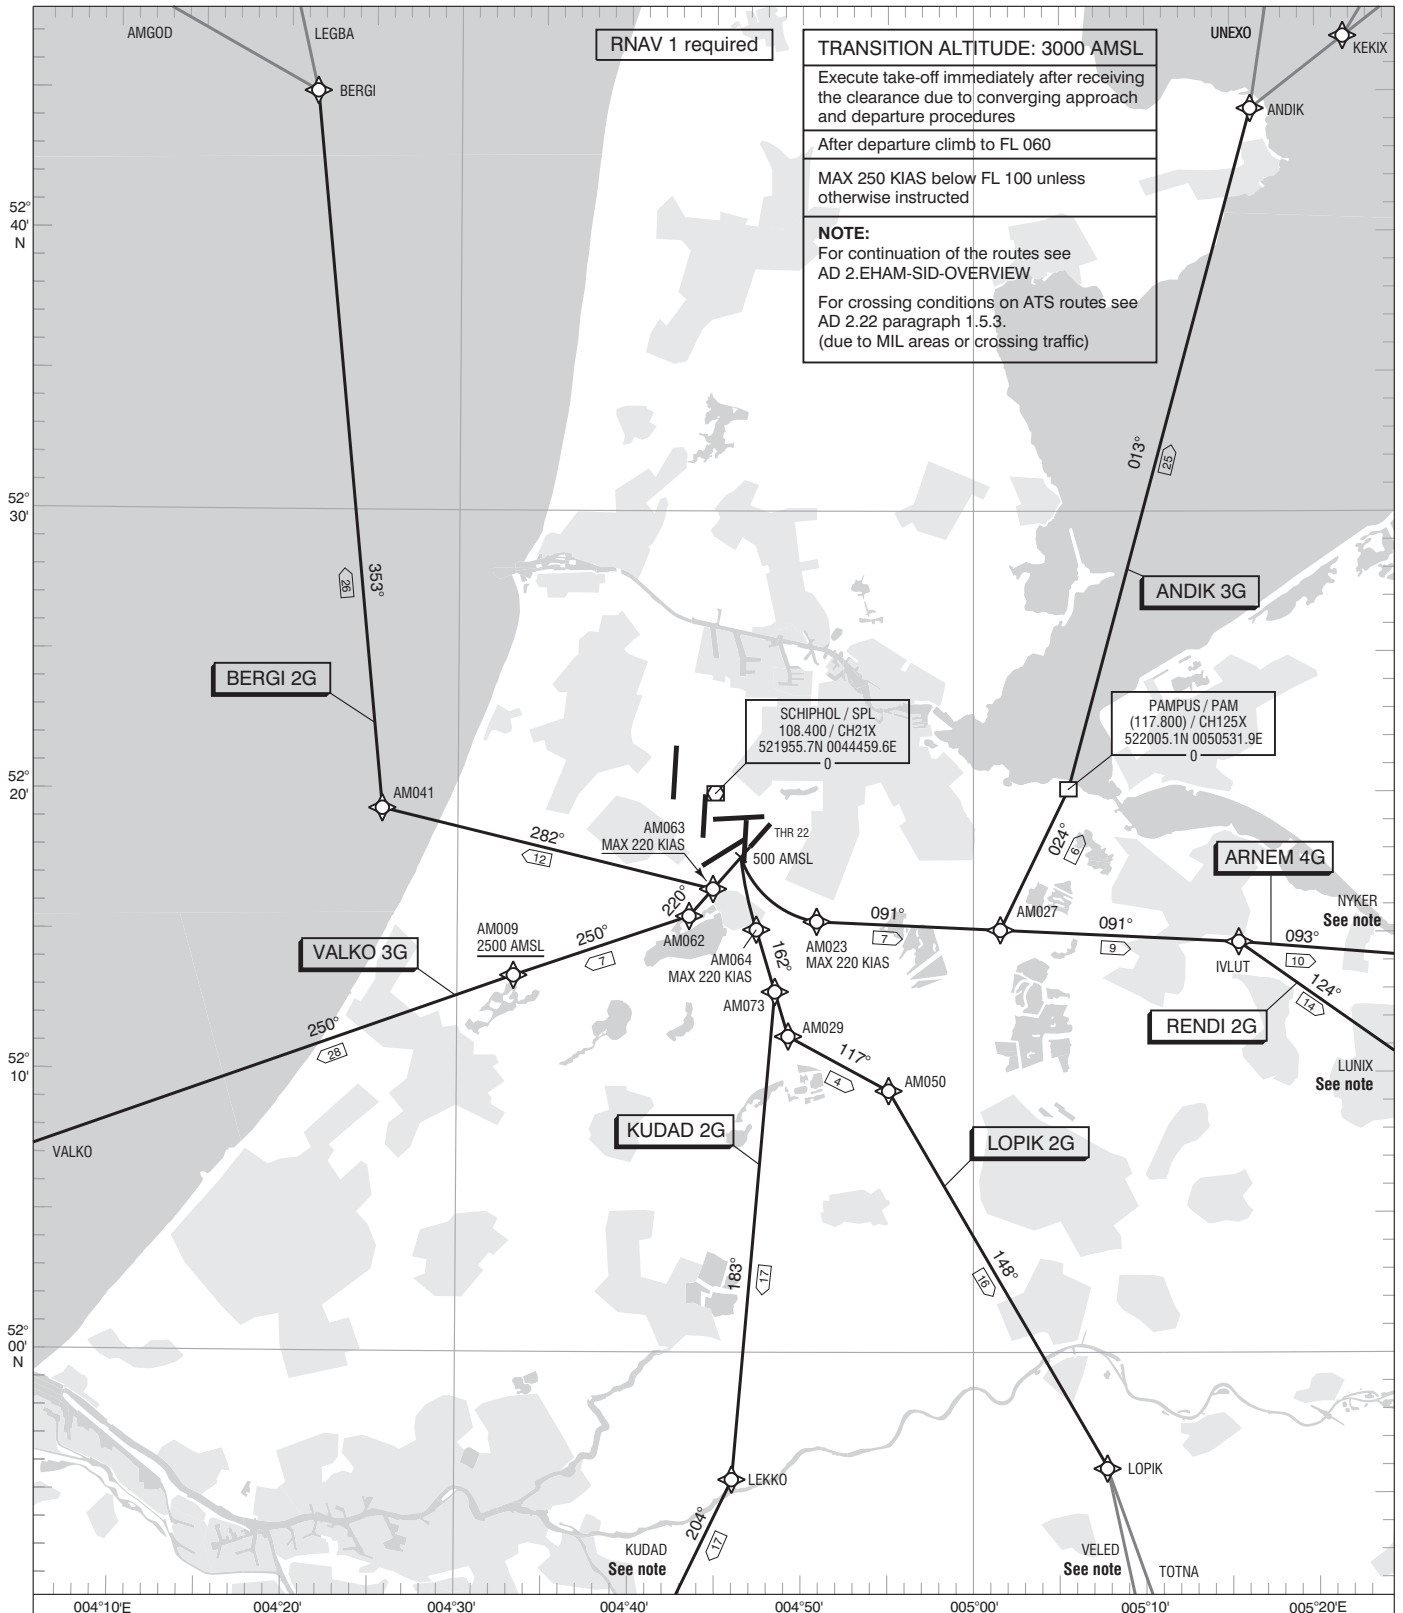 AMGOD
LEGBA
BERGI
RNAV 1 required
TRANSITION ALTITUDE: 3000 AMSL
Execute take-off immediately after receiving
the clearance due to converging approach
and departure procedures
After departure climb to FL 060
MAX 250 KIAS below FL 100 unless
otherwise instructed
NOTE:
For continuation of the routes see
AD 2.EHAM-SID-OVERVIEW
For crossing conditions on ATS routes see
AD 2.22 paragraph 1.5.3.
(due to MIL areas or crossing traffic)
UNEXO
KEKIX
ANDIK
52°
40'
N
013°
25
52°
30'
353°
26
ANDIK 3G
BERGI 2G
SCHIPHOL / SPL
108.400 / CH21X
521955.7N 0044459.6E
0
PAMPUS / PAM
(117.800) / CH125X
522005.1N 0050531.9E
0
52°
20'
AM041
282°
12
AM063
MAX 220 KIAS
THR 22
500 AMSL
024°
6
ARNEM 4G
220°
AM062
AM009
2500 AMSL
250°
7
VALKO 3G
AM064
MAX 220 KIAS
162°
AM023
MAX 220 KIAS
091°
7
AM027
091°
9
IVLUT
NYKER
See note
093°
10
124°
14
RENDI 2G
LUNIX
See note
AM073
AM029
250°
28
VALKO
52°
10'
117°
4
AM050
KUDAD 2G
LOPIK 2G
183°
17
148°
16
52°
00'
N
LEKKO
LOPIK
204°
17
KUDAD
See note
VELED
See note
TOTNA
004°10'E
004°20'
004°30'
004°40'
004°50'
005°00'
005°10'
005°20'E